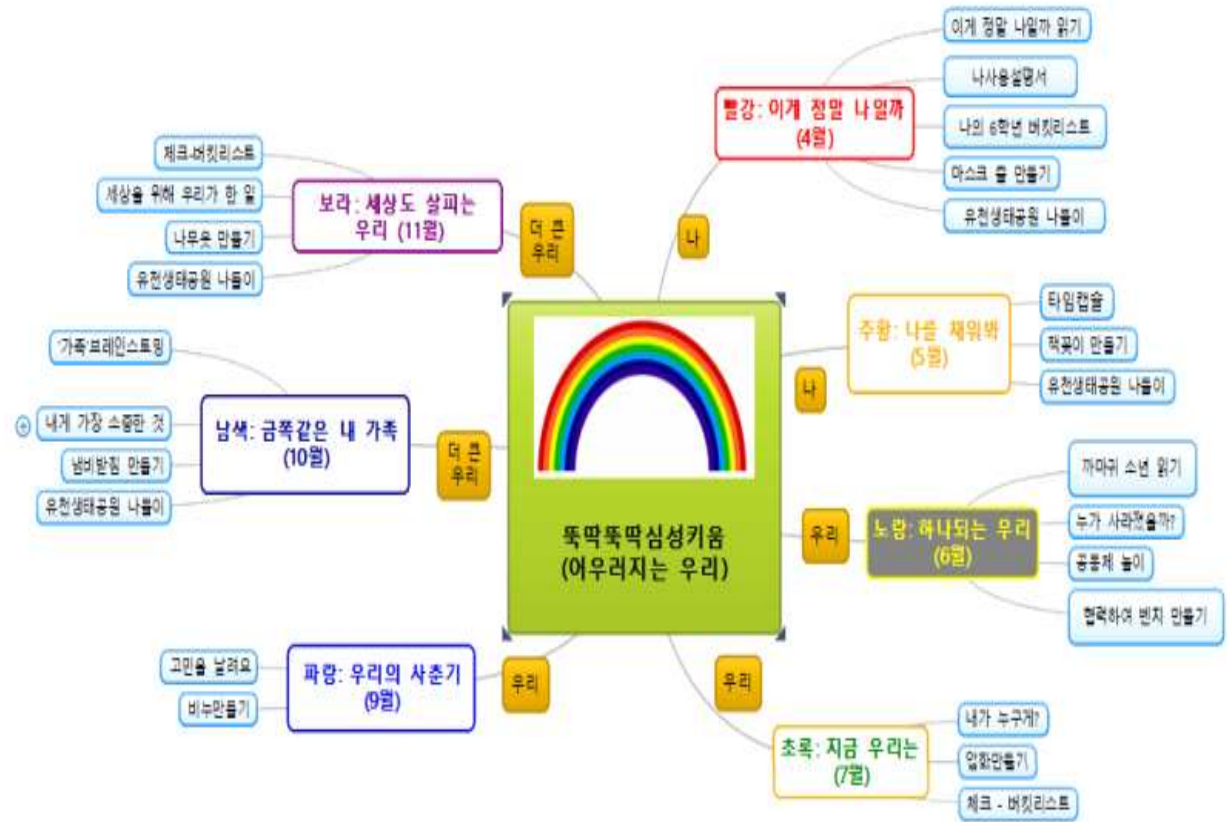 뚝딱뚝딱심성키움
(어우러지는 우리)
나
빨강: 이게 정말 나일까
(4월)
이게 정말 나일까 읽기
나사용설명서
나의 6학년 버킷리스트
마스크 줄 만들기
유천생태공원 나들이
나
주황: 나를 채워봐
(5월)
타임캡슐
책꽂이 만들기
유천생태공원 나들이
우리
노랑: 하나되는 우리
(6월)
까마귀 소년 읽기
누가 사라졌을까?
공동체 놀이
협력하여 벤치 만들기
우리
초록: 지금 우리는
(7월)
내가 누구게?
압화만들기
체크 - 버킷리스트
우리
파랑: 우리의 사춘기
(9월)
고민을 날려요
비누만들기
더 큰
우리
남색: 금쪽같은 내 가족
(10월)
'가족'브레인스토밍
내게 가장 소중한 것
냄비받침 만들기
유천생태공원 나들이
더 큰
우리
보라: 세상도 살피는
우리 (11월)
체크-버킷리스트
세상을 위해 우리가 한 일
나무옷 만들기
유천생태공원 나들이